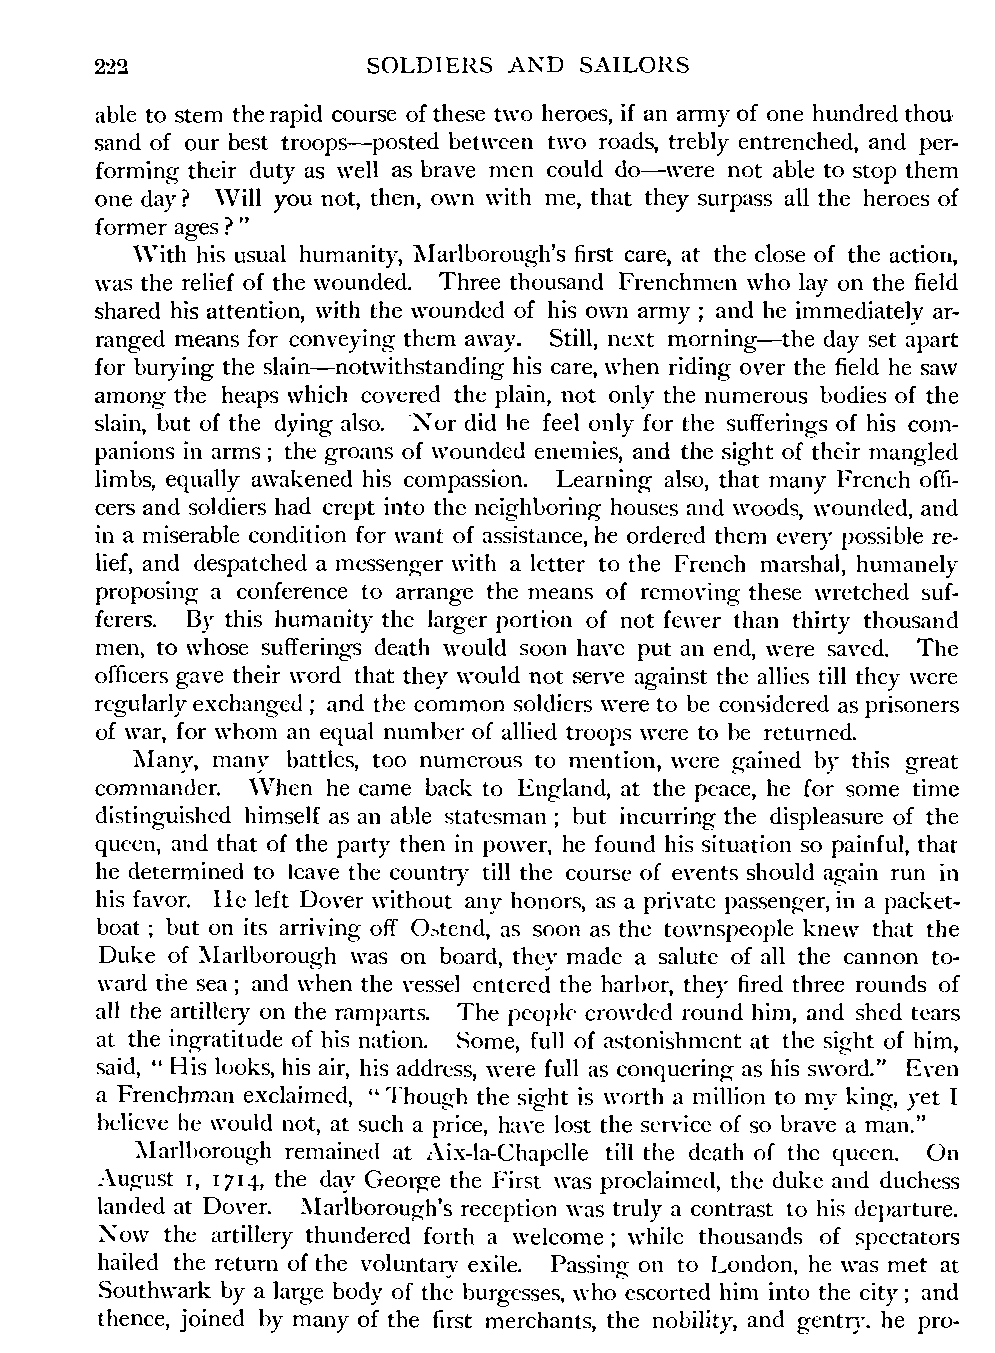 222 SOLDIERS AND SAILORS
able to stem the rapid course of these two heroes, if an army of one hundred thou
sand of our best troops—posted between two roads, trebly entrenched, and per-
forming their duty as well as brave men could do—were not able to stop them
one day? Will you not, then, own with me, that they surpass all the heroes of
former ages?"
With his usual humanity, Marlborough's first care, at the close of the action,
was the relief of the wounded. Three thousand Frenchmen who lay on the field
shared his attention, with the wounded of his own army; and he immediately ar-
ranged means for conveying them away. Still, next morning—the day set apart
for burying the slain—notwithstanding his care, when riding over the field he saw
among the heaps which covered the plain, not only the numerous bodies of the
slain, but of the dying also. Nor did he feel only for the sufferings of his com-
panions in arms; the groans of wounded enemies, and the sight of their mangled
limbs, equally awakened his compassion. Learning also, that many French offi-
cers and soldiers had crept into the neighboring houses and woods, wounded, and
in a miserable condition for want of assistance, he ordered them every possible re-
lief, and despatched a messenger with a letter to the French marshal, humanely
proposing a conference to arrange the means of removing these wretched suf-
ferers. By this humanity the larger portion of not fewer than thirty thousand
men, to whose sufferings death would soon have put an end, were saved. The
officers gave their word that they would not serve against the allies till they were
regularly exchanged; and the common soldiers were to be considered as prisoners
of war, for whom an equal number of allied troops were to be returned.
Many, many battles, too numerous to mention, were gained by this great
commander. When he came back to England, at the peace, he for some time
distinguished himself as an able statesman; but incurring the displeasure of the
queen, and that of the party then in power, he found his situation so painful, that
he determined to leave the country till the course of events should again run in
his favor. He left Dover without any honors, as a private passenger, in a packet-
boat; but on its arriving off Ostend, as soon as the townspeople knew that the
Duke of Marlborough was on board, they made a salute of all the cannon to-
ward the sea; and when the vessel entered the harbor, they fired three rounds of
all the artillery on the ramparts. The people crowded round him, and shed tears
at the ingratitude of his nation. Some, full of astonishment at the sight of him,
said, "His looks, his air, his address, were full as conquering as his sword." Even
a Frenchman exclaimed, "Though the sight is worth a million to my king, yet I
believe he would not, at such a price, have lost the service of so brave a man."
Marlborough remained at Aix-la-Chapelle till the death of the queen. On
August 1, 1714, the day George the First was proclaimed, the duke and duchess
landed at Dover. Marlborough's reception was truly a contrast to his departure.
Now the artillery thundered forth a welcome; while thousands of spectators
hailed the return of the voluntary exile. Passing on to London, he was met at
Southwark by a large body of the burgesses, who escorted him into the city; and
thence, joined by many of the first merchants, the nobility, and gentry. he pro-